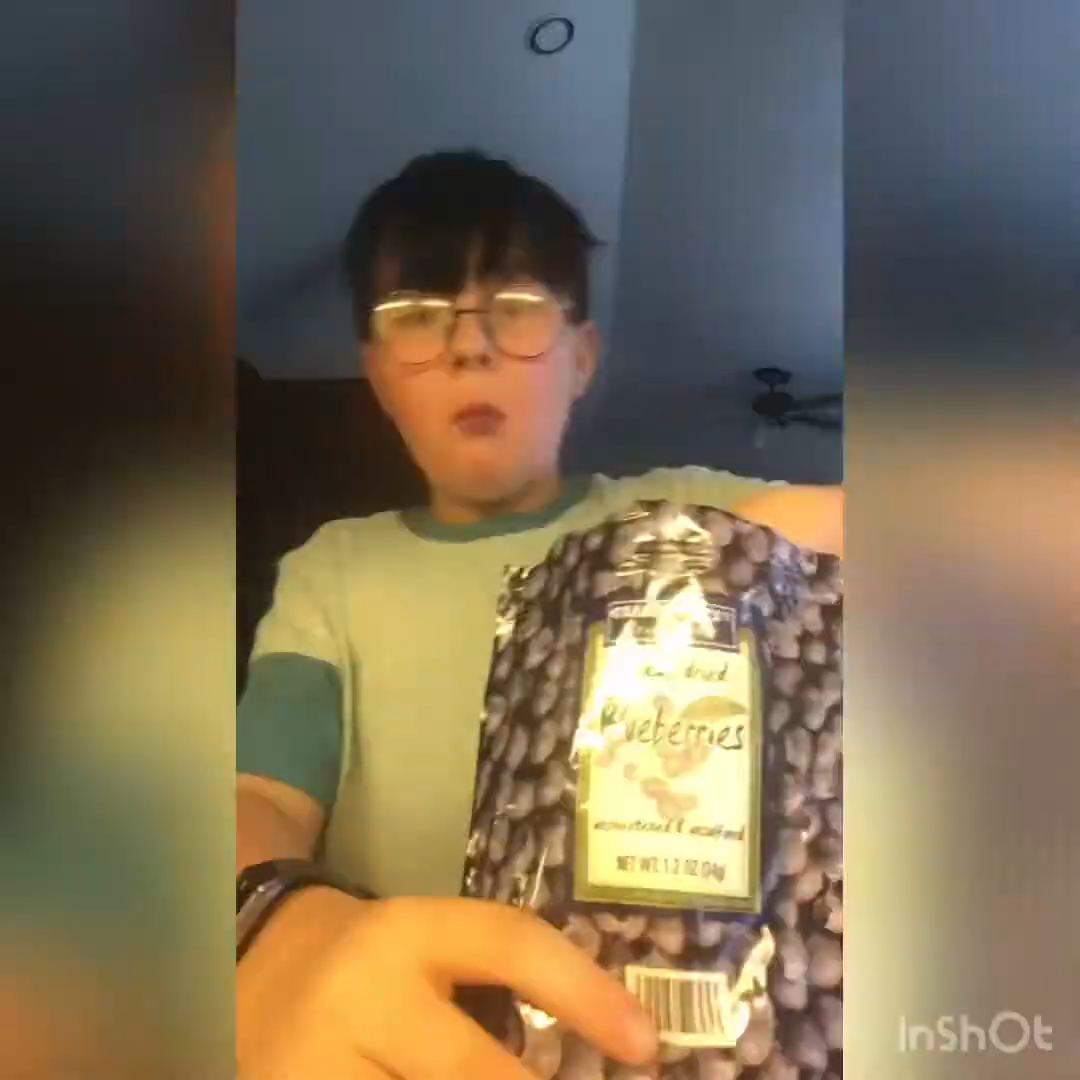 dried
Blueberries
unsweetened & unsulfured
NET WT. 1.2 OZ (34g)
InShOt